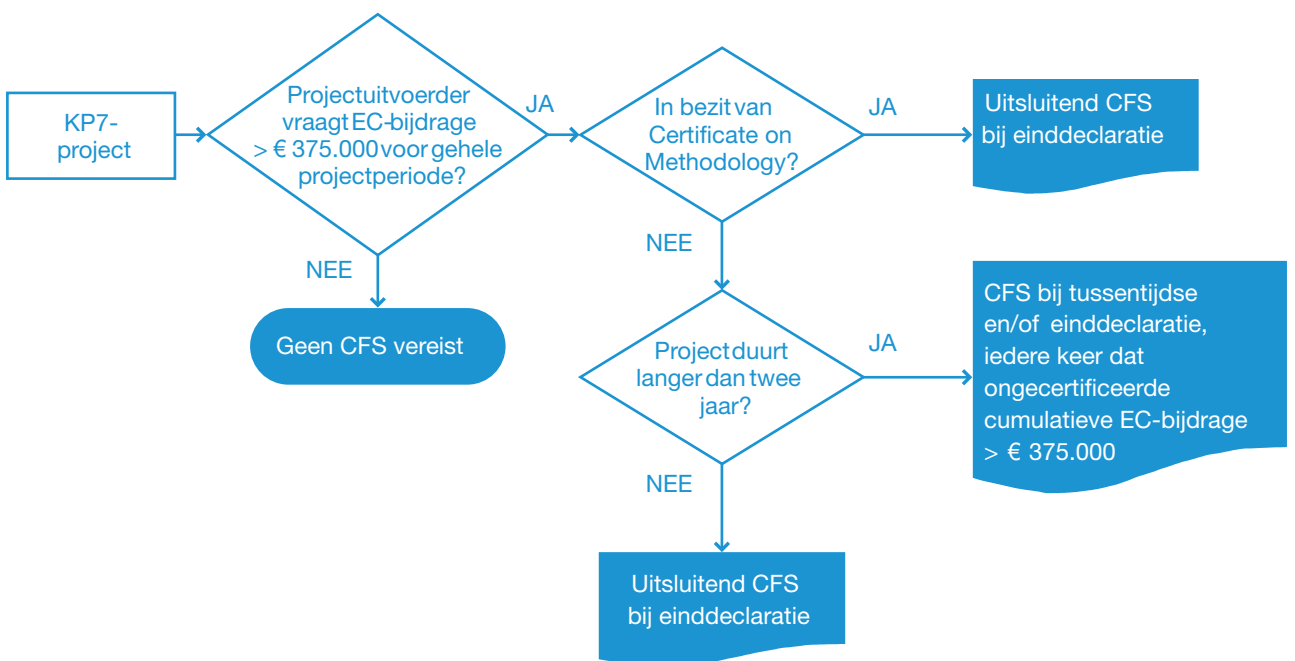 KP7-
project
Projectuitvoerder
vraagt EC-bijdrage
> € 375.000 voor gehele
projectperiode?
JA
In bezit van
Certificate on
Methodology?
JA
Uitsluitend CFS
bij einddeclaratie
NEE
Geen CFS vereist
NEE
Project duurt
langer dan twee
jaar?
JA
CFS bij tussentijdse
en/of einddeclaratie,
iedere keer dat
ongecertificeerde
cumulatieve EC-bijdrage
> € 375.000
NEE
Uitsluitend CFS
bij einddeclaratie